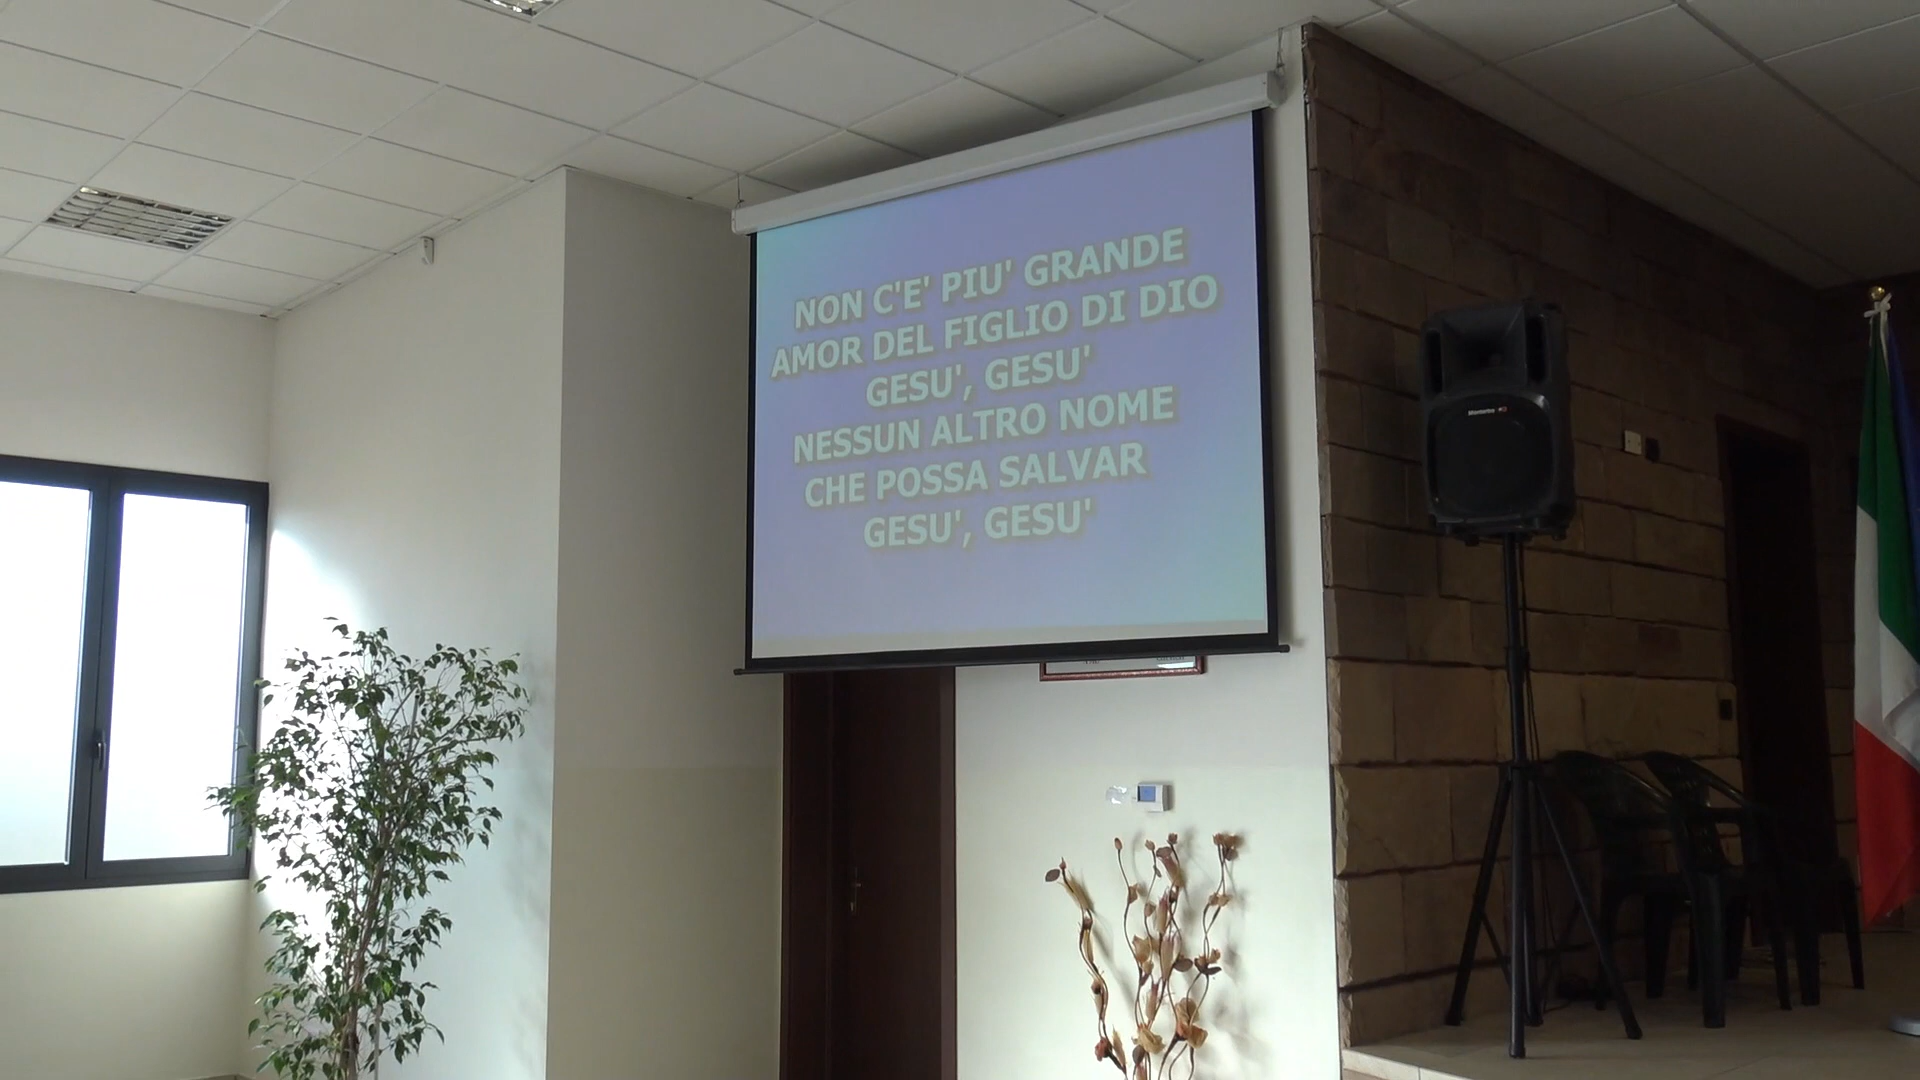 NON C'E' PIU' GRANDE
AMOR DEL FIGLIO DI DIO
GESU', GESU'
NESSUN ALTRO NOME
CHE POSSA SALVAR
GESU', GESU'